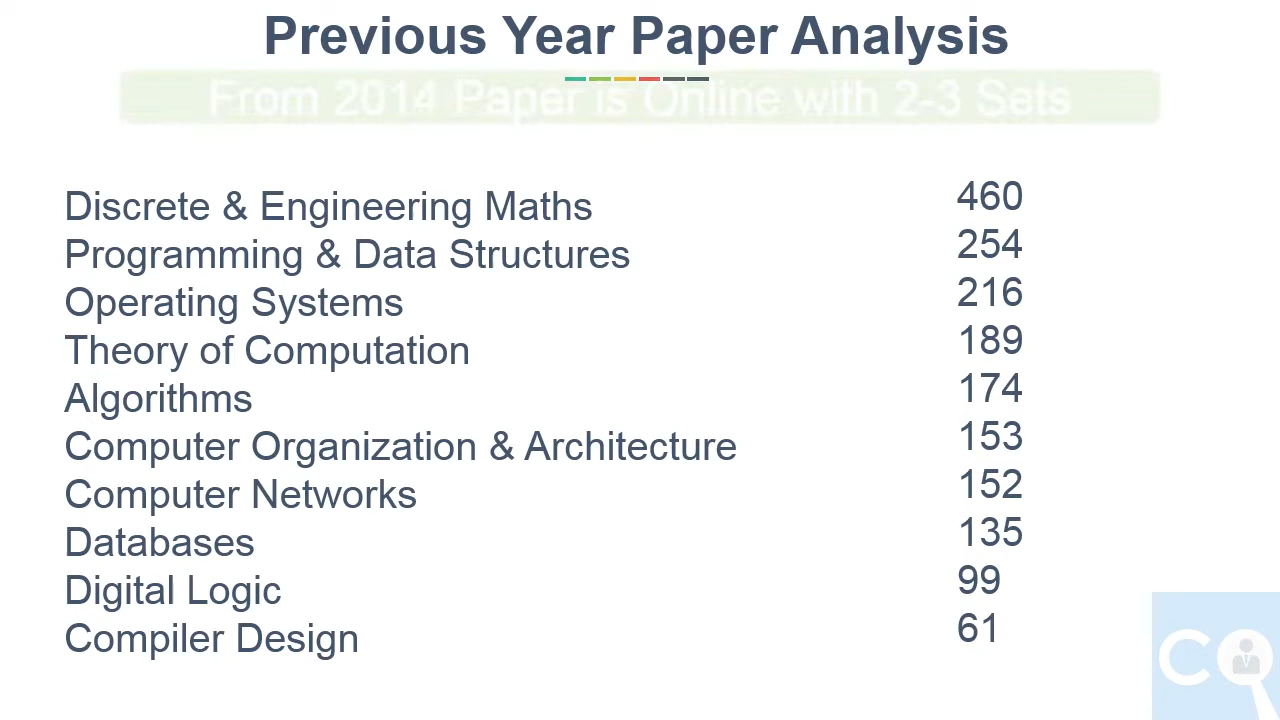 Previous Year Paper Analysis
From 2014 Paper is Online with 2-3 Sets
Discrete & Engineering Maths 460
Programming & Data Structures 254
Operating Systems 216
Theory of Computation 189
Algorithms 174
Computer Organization & Architecture 153
Computer Networks 152
Databases 135
Digital Logic 99
Compiler Design 61